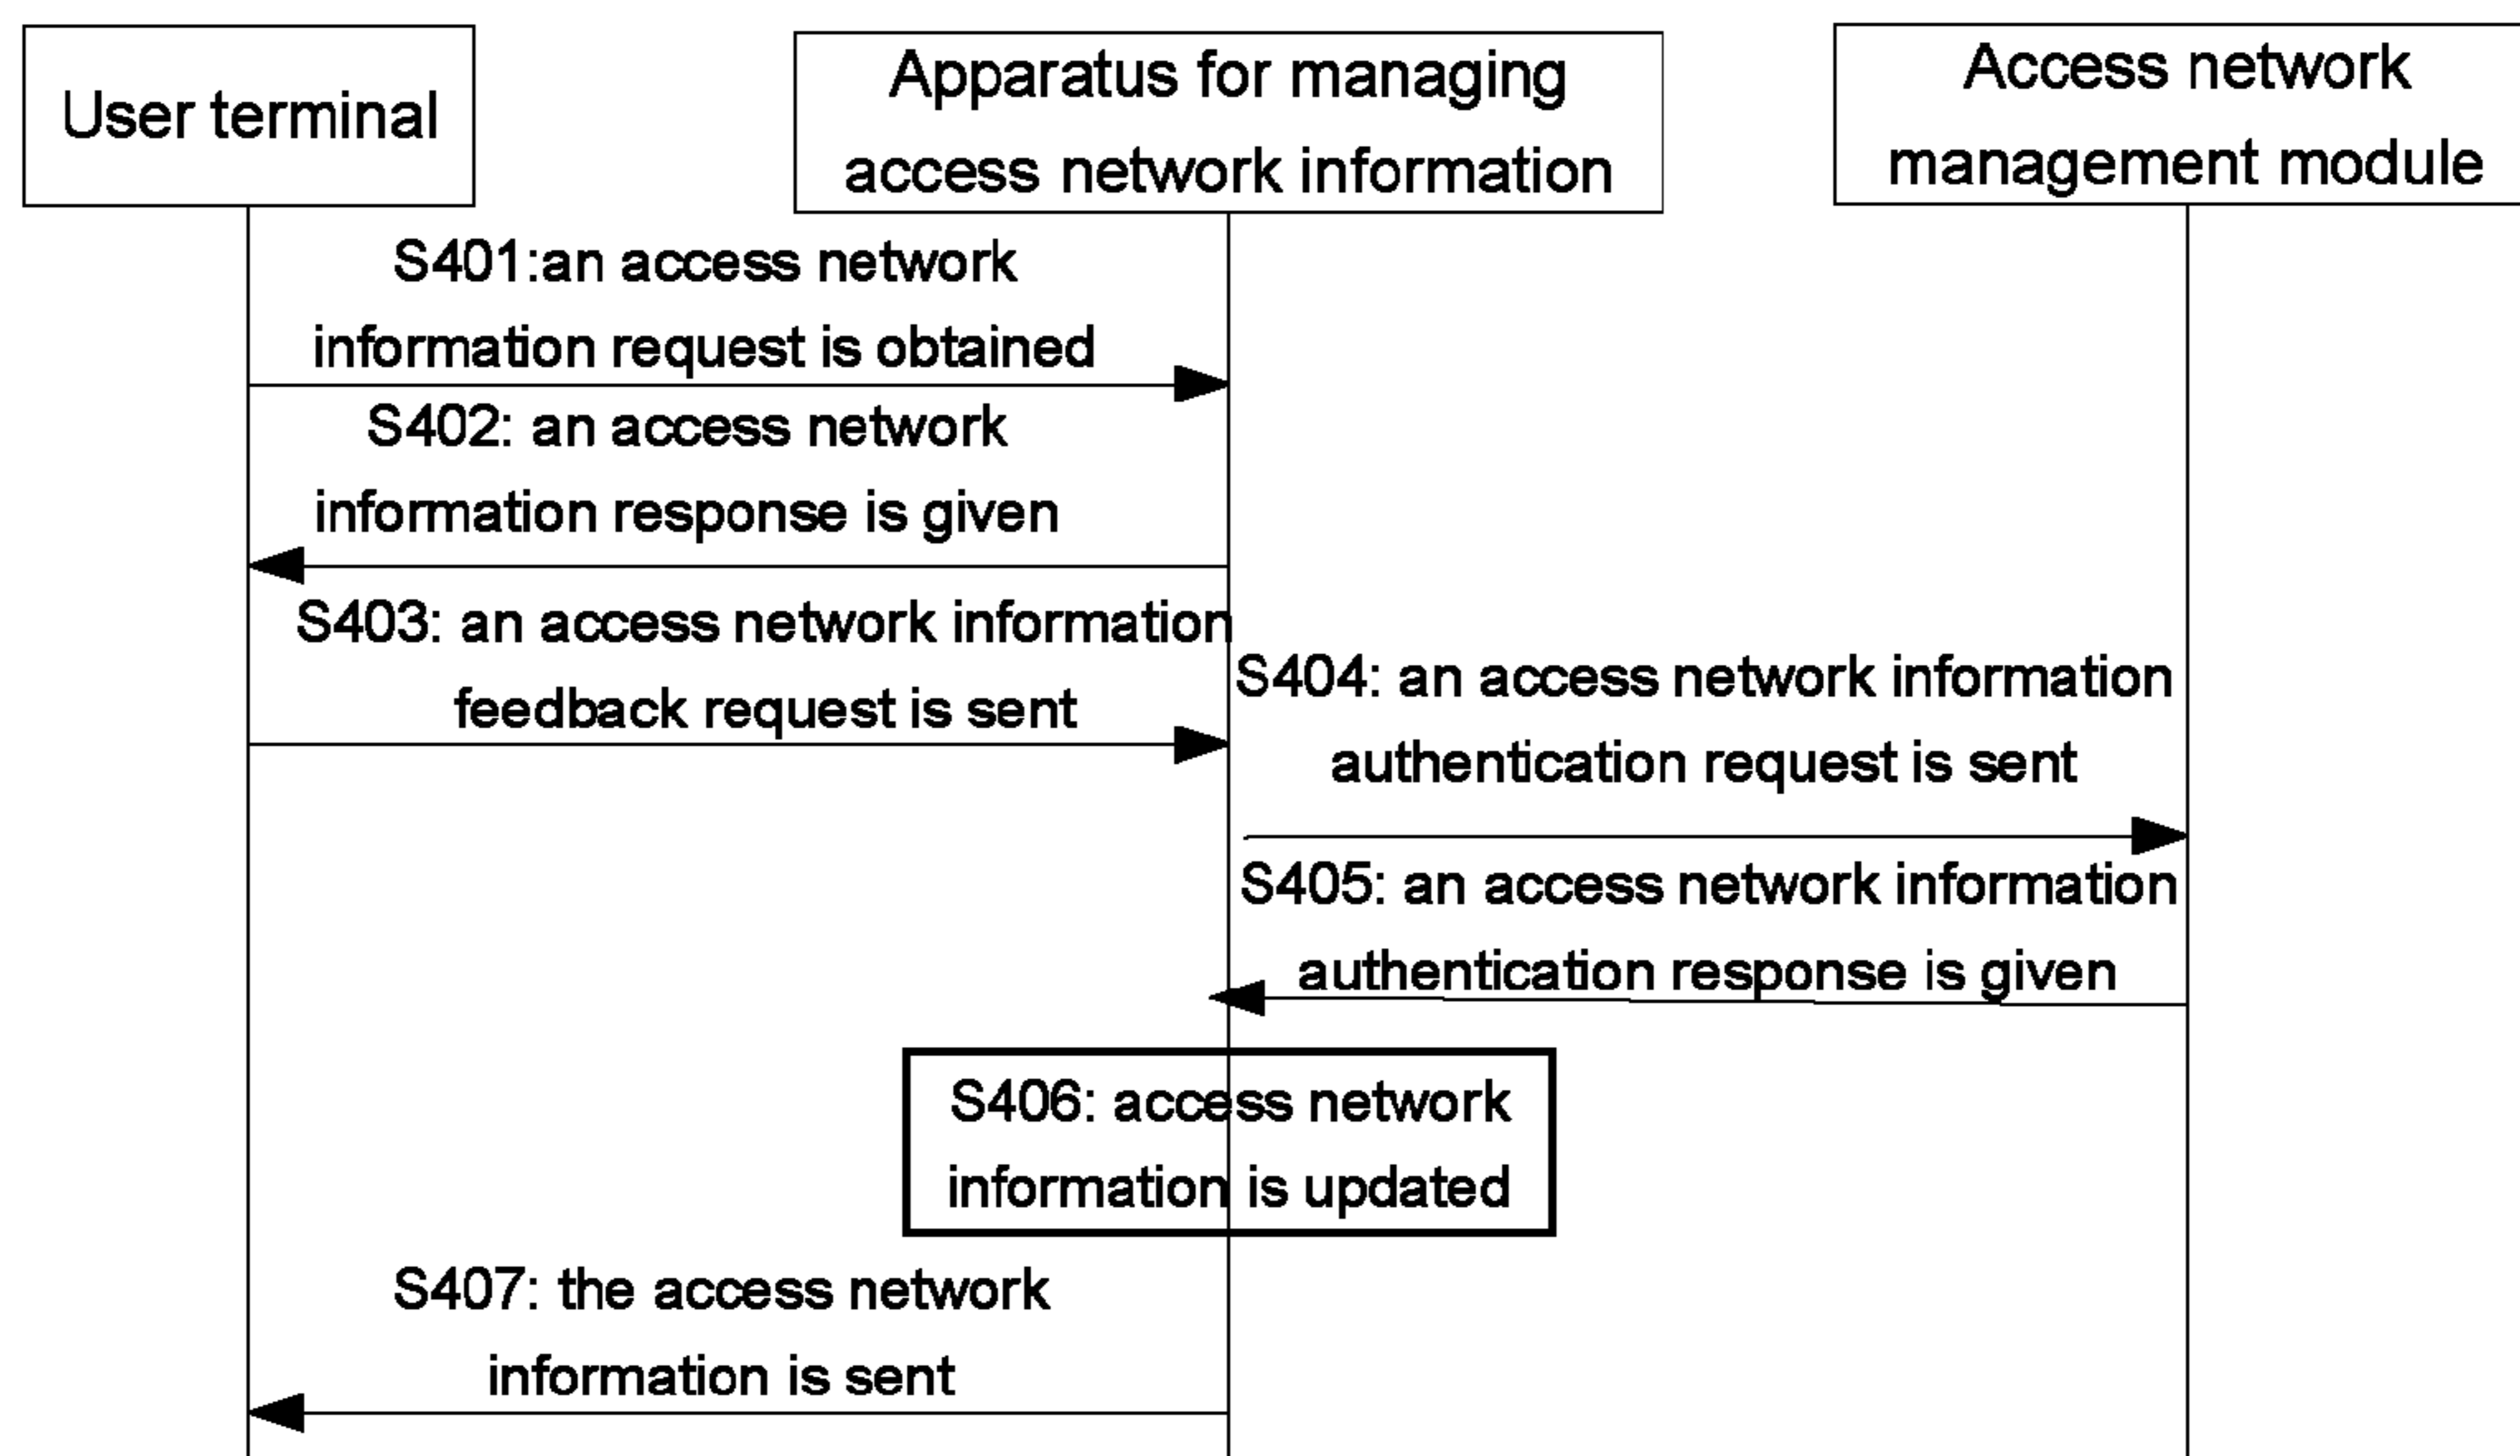 User terminal
Apparatus for managing
access network information
Access network
management module
S401:an access network
information request is obtained
S402: an access network
information response is given
S403: an access network information
feedback request is sent
S404: an access network information
authentication request is sent
S405: an access network information
authentication response is given
S406: access network
information is updated
S407: the access network
information is sent